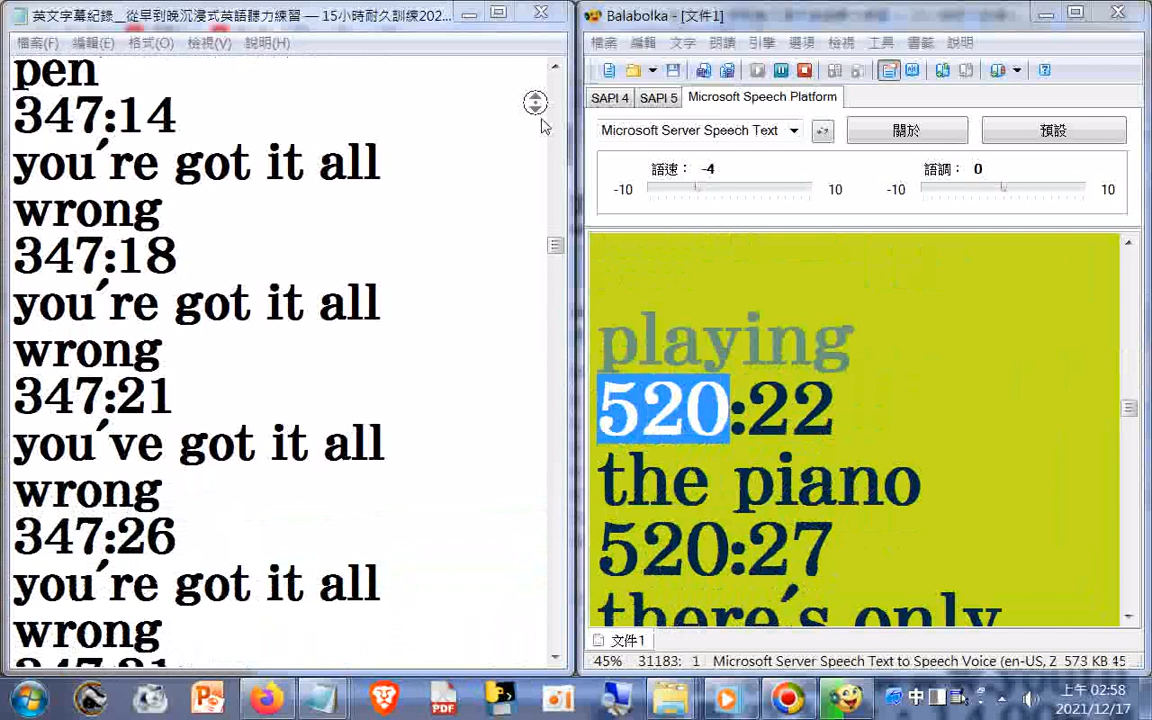 英文字幕紀錄__從早到晚沉浸式英語聽力練習 — 15小時耐久訓練202...
檔案(F) 編輯(E) 格式(O) 檢視(V) 說明(H)
pen
347:14
you're got it all
wrong
347:18
you're got it all
wrong
347:21
you've got it all
wrong
347:26
you're got it all
wrong
Balabolka - [文件1]
檔案 編輯 文字 朗讀 引擎 選項 檢視 工具 書籤 說明
SAPI 4 SAPI 5 Microsoft Speech Platform
Microsoft Server Speech Text 關於 預設
語速： -4 語調： 0
-10 10 -10 10
playing
520:22
the piano
520:27
there's only
文件1
45% 31183: 1 Microsoft Server Speech Text to Speech Voice (en-US, Z 573 KB 45
PDF 中 上午 02:58
2021/12/17